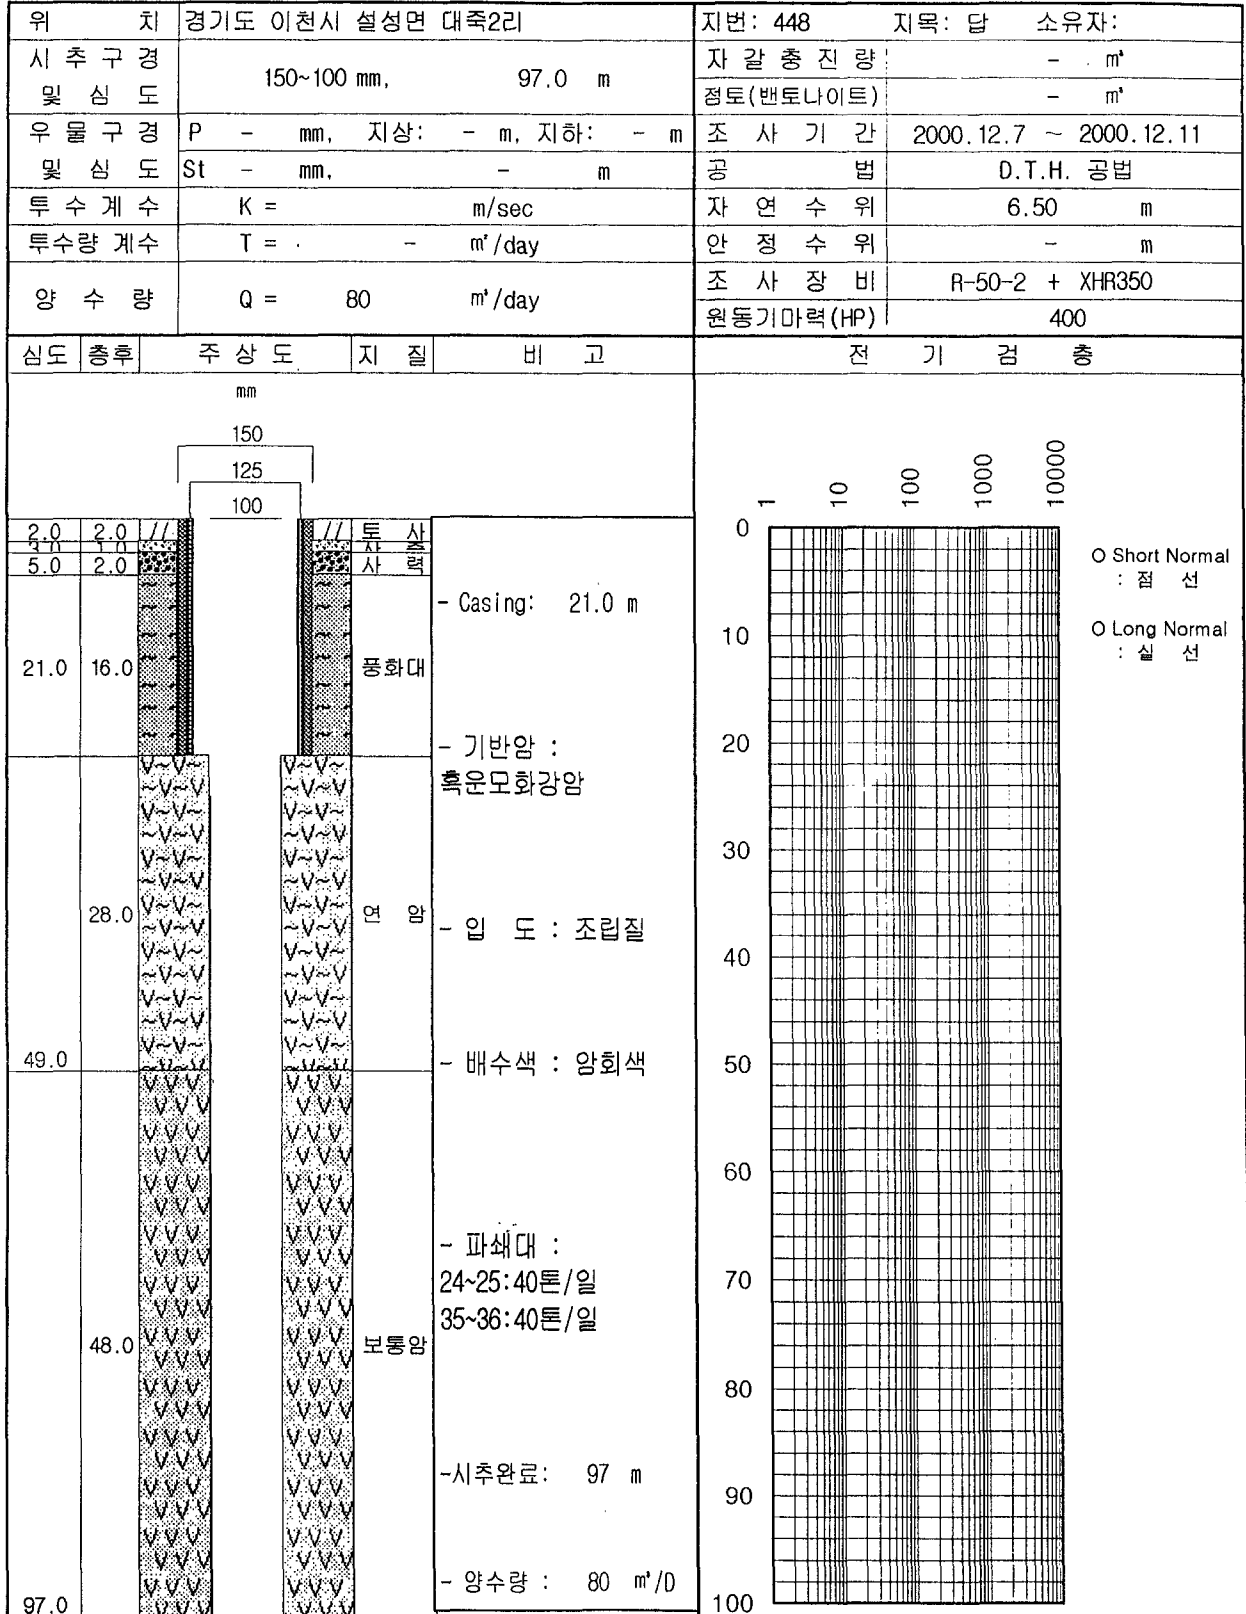 위 치 경기도 이천시 설성면 대죽2리 지번: 448 지목: 답 소유자:
시 추 구 경 및 심 도 150~100 mm, 97.0 m 자 갈 충 진 량 - m³
점토(밴토나이트) - m³
우 물 구 경 및 심 도 P - mm, 지상: - m, 지하: - m 조 사 기 간 2000.12.7 ~ 2000.12.11
St - mm, - m 공 법 D.T.H. 공법
투 수 계 수 K = m/sec 자 연 수 위 6.50 m
투수량 계수 T = - m²/day 안 정 수 위 - m
양 수 량 Q = 80 m³/day 조 사 장 비 R-50-2 + XHR350
원동기마력(HP) 400
심도 층후 주 상 도 지 질 비 고 전 기 검 층
mm
150
125
100
1 10 100 1000 10000
2.0 2.0 토 사
3.0 1.0 사 층
5.0 2.0 사 력
21.0 16.0 풍화대
28.0 연 암
49.0
48.0 보통암
97.0
- Casing: 21.0 m
- 기반암 :
흑운모화강암
- 입 도 : 조립질
- 배수색 : 암회색
- 파쇄대 :
24~25:40톤/일
35~36:40톤/일
-시추완료: 97 m
- 양수량 : 80 m³/D
0
10
20
30
40
50
60
70
80
90
100
O Short Normal
: 점 선
O Long Normal
: 실 선